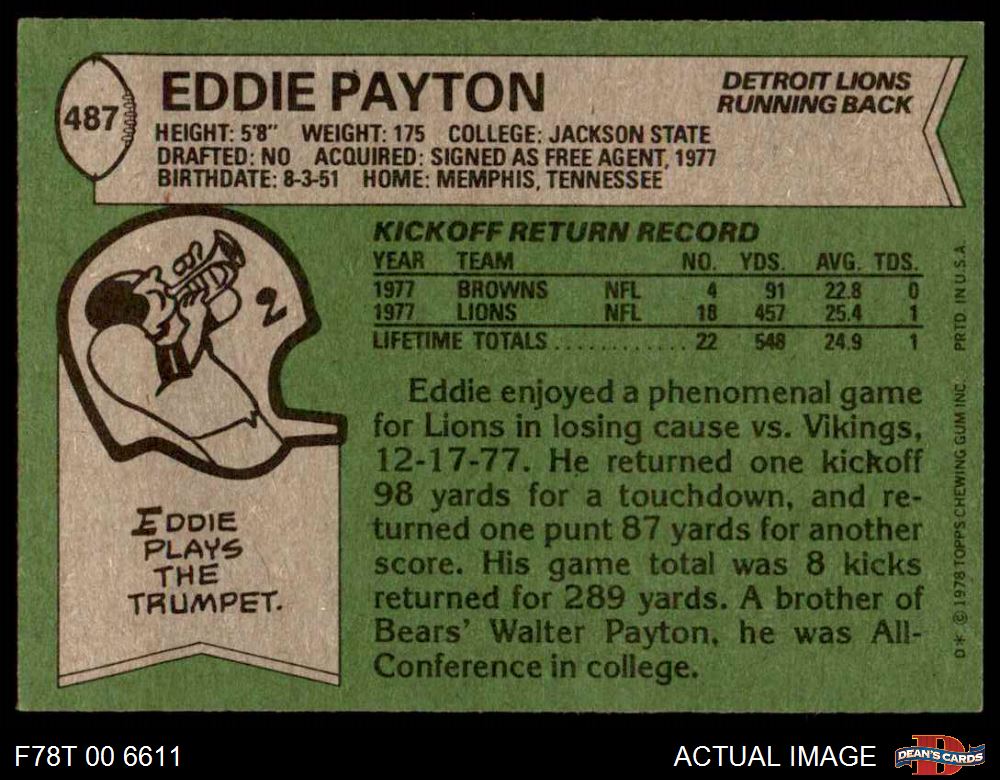 487
EDDIE PAYTON
DETROIT LIONS
RUNNING BACK
HEIGHT: 5'8" WEIGHT: 175 COLLEGE: JACKSON STATE
DRAFTED: NO ACQUIRED: SIGNED AS FREE AGENT, 1977
BIRTHDATE: 8-3-51 HOME: MEMPHIS, TENNESSEE
2
EDDIE
PLAYS
THE
TRUMPET.
KICKOFF RETURN RECORD
YEAR TEAM NO. YDS. AVG. TDS.
1977 BROWNS NFL 4 91 22.8 0
1977 LIONS NFL 18 457 25.4 1
LIFETIME TOTALS ............ 22 548 24.9 1
Eddie enjoyed a phenomenal game
for Lions in losing cause vs. Vikings,
12-17-77. He returned one kickoff
98 yards for a touchdown, and re-
turned one punt 87 yards for another
score. His game total was 8 kicks
returned for 289 yards. A brother of
Bears' Walter Payton, he was All-
Conference in college.
D* © 1978 TOPPS CHEWING GUM INC. PRTD. IN U.S.A.
F78T 00 6611
ACTUAL IMAGE
D
DEAN'S CARDS